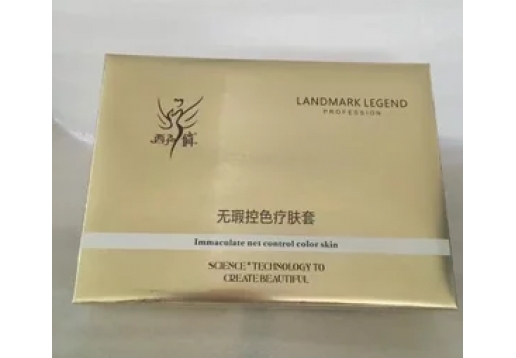 LANDMARK LEGEND
PROFESSION
无瑕控色疗肤套
Immaculate net control color skin
SCIENCE*TECHNOLOGY TO
CREATE BEAUTIFUL